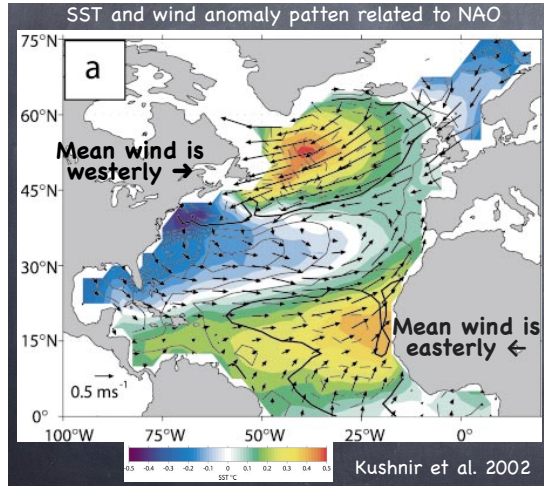 SST and wind anomaly patten related to NAO
75°N
a
60°N
Mean wind is
westerly →
45°N
30°N
15°N
Mean wind is
easterly ←
0.5 ms⁻¹
0°
100°W
75°W
50°W
25°W
0°
-0.5 -0.4 -0.3 -0.2 -0.1 0 0.1 0.2 0.3 0.4 0.5
SST °C
Kushnir et al. 2002